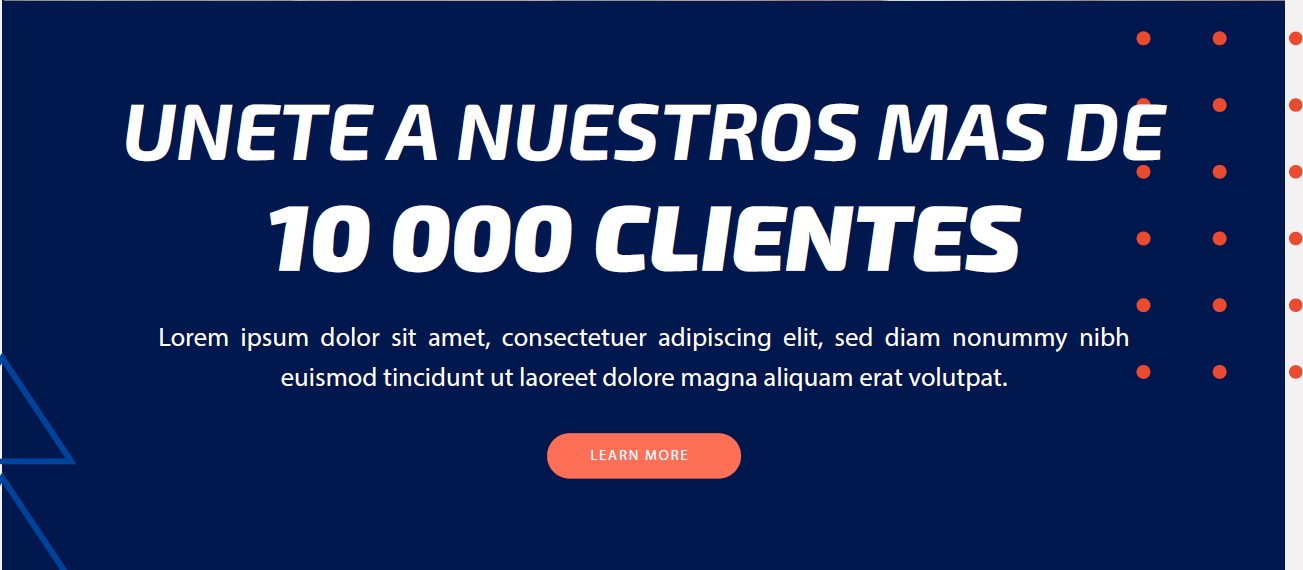 UNETE A NUESTROS MAS DE
10 000 CLIENTES
Lorem ipsum dolor sit amet, consectetuer adipiscing elit, sed diam nonummy nibh
euismod tincidunt ut laoreet dolore magna aliquam erat volutpat.
LEARN MORE